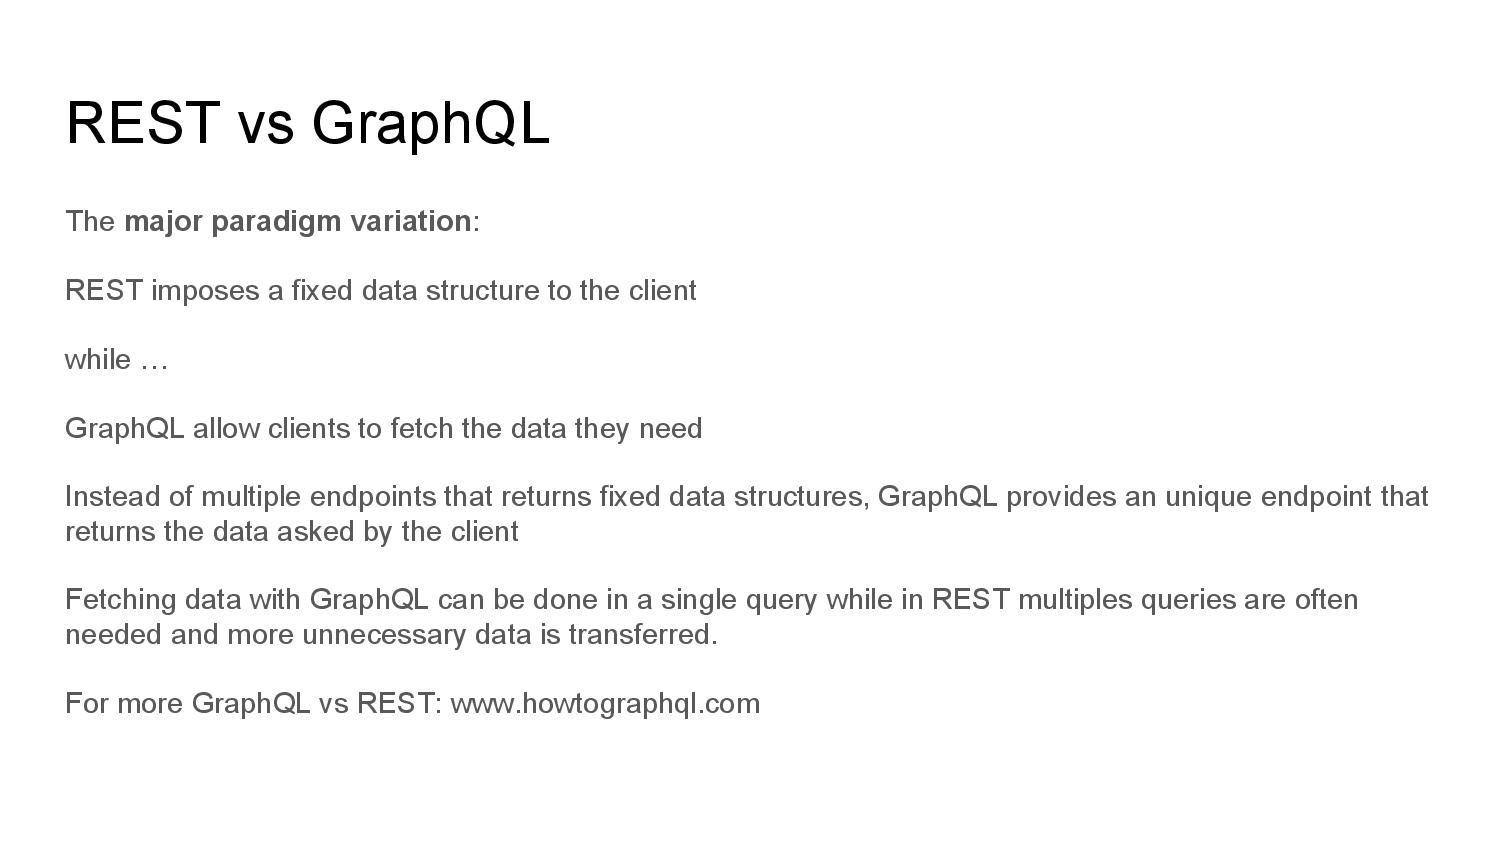 REST vs GraphQL
The major paradigm variation:
REST imposes a fixed data structure to the client
while …
GraphQL allow clients to fetch the data they need
Instead of multiple endpoints that returns fixed data structures, GraphQL provides an unique endpoint that
returns the data asked by the client
Fetching data with GraphQL can be done in a single query while in REST multiples queries are often
needed and more unnecessary data is transferred.
For more GraphQL vs REST: www.howtographql.com